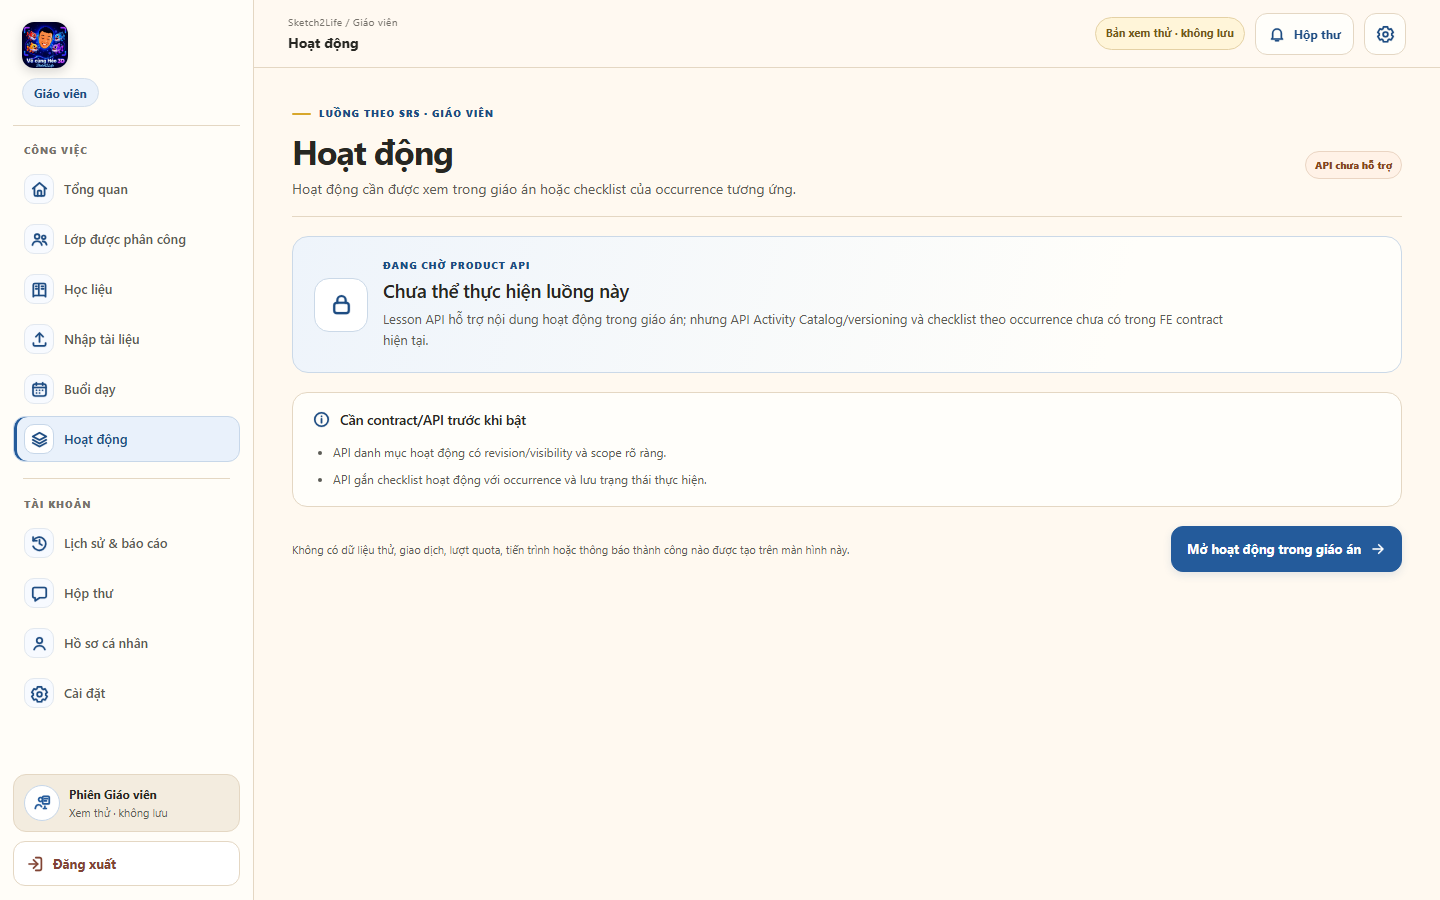 Giáo viên
CÔNG VIỆC
Tổng quan
Lớp được phân công
Học liệu
Nhập tài liệu
Buổi dạy
Hoạt động
TÀI KHOẢN
Lịch sử & báo cáo
Hộp thư
Hồ sơ cá nhân
Cài đặt
Phiên Giáo viên
Xem thử · không lưu
Đăng xuất
Sketch2Life / Giáo viên
Hoạt động
Bản xem thử · không lưu
Hộp thư
LUỒNG THEO SRS · GIÁO VIÊN
Hoạt động
Hoạt động cần được xem trong giáo án hoặc checklist của occurrence tương ứng.
API chưa hỗ trợ
ĐANG CHỜ PRODUCT API
Chưa thể thực hiện luồng này
Lesson API hỗ trợ nội dung hoạt động trong giáo án; nhưng API Activity Catalog/versioning và checklist theo occurrence chưa có trong FE contract
hiện tại.
Cần contract/API trước khi bật
• API danh mục hoạt động có revision/visibility và scope rõ ràng.
• API gắn checklist hoạt động với occurrence và lưu trạng thái thực hiện.
Không có dữ liệu thử, giao dịch, lượt quota, tiến trình hoặc thông báo thành công nào được tạo trên màn hình này.
Mở hoạt động trong giáo án →